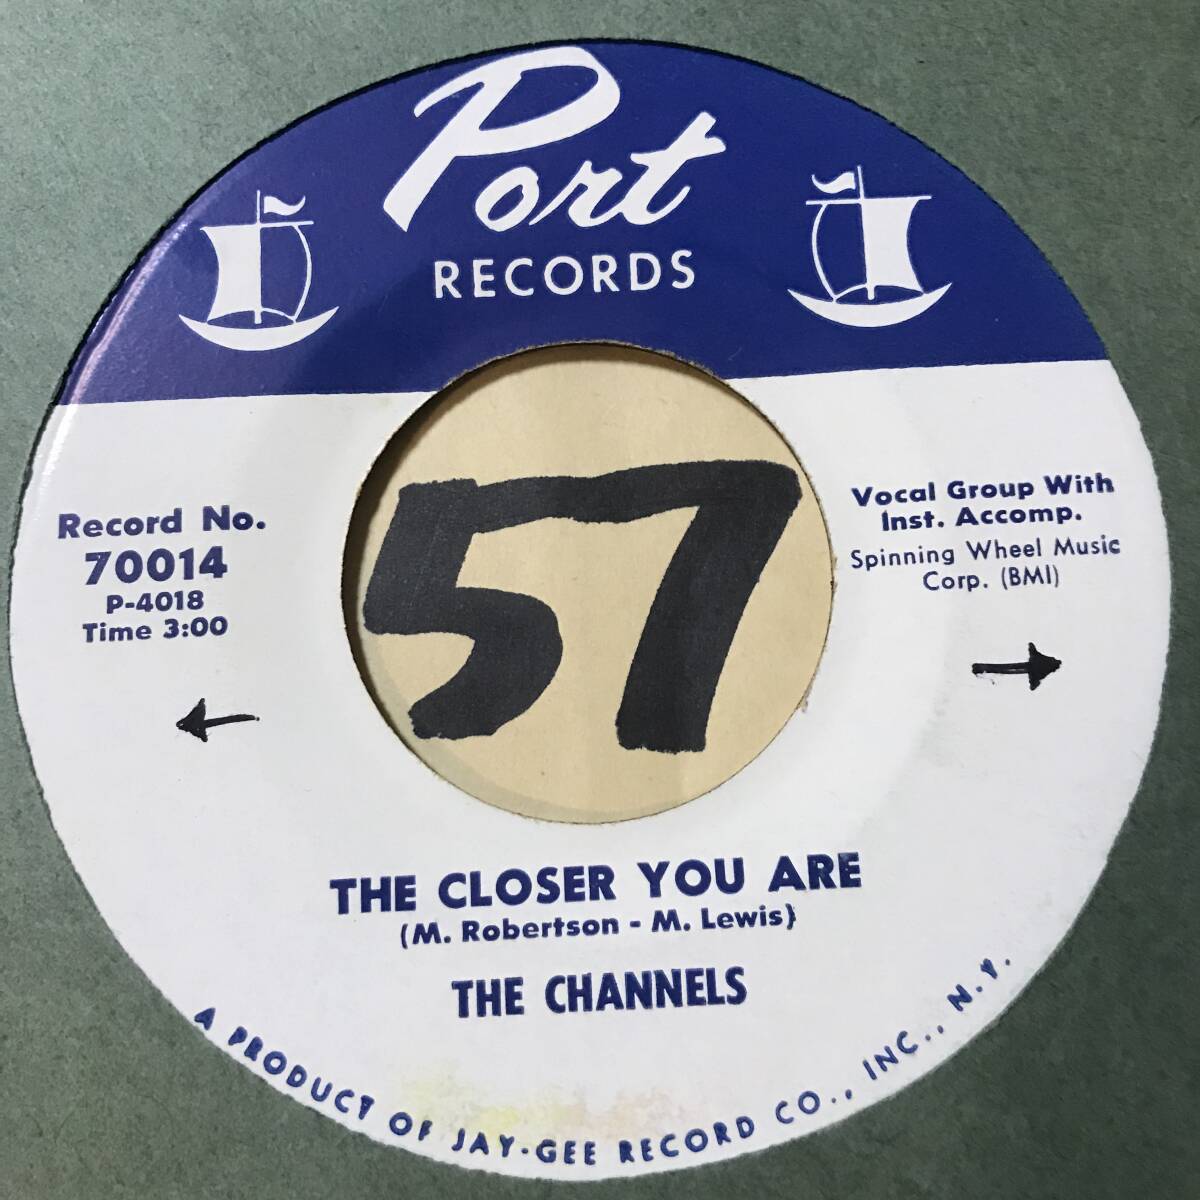 Port
RECORDS
Record No.
70014
P-4018
Time 3:00
Vocal Group With
Inst. Accomp.
Spinning Wheel Music
Corp. (BMI)
57
THE CLOSER YOU ARE
(M. Robertson - M. Lewis)
THE CHANNELS
A PRODUCT OF JAY-GEE RECORD CO., INC., N.Y.